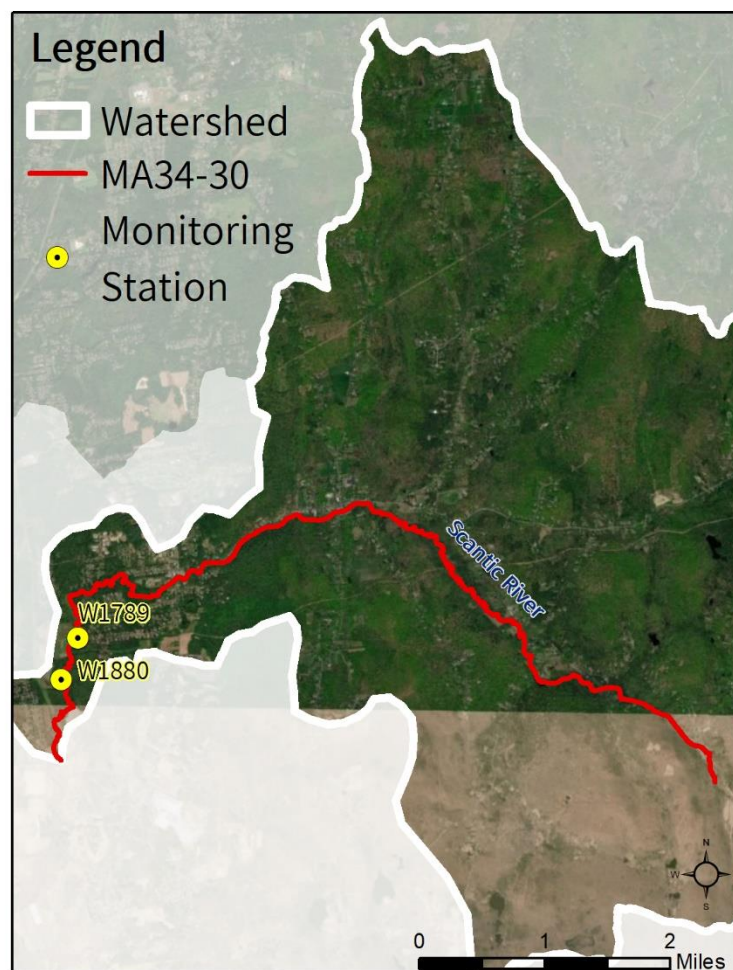 Legend
Watershed
MA34-30
Monitoring
Station
Scantic River
W1789
W1880
N
W
S
0 1 2
Miles